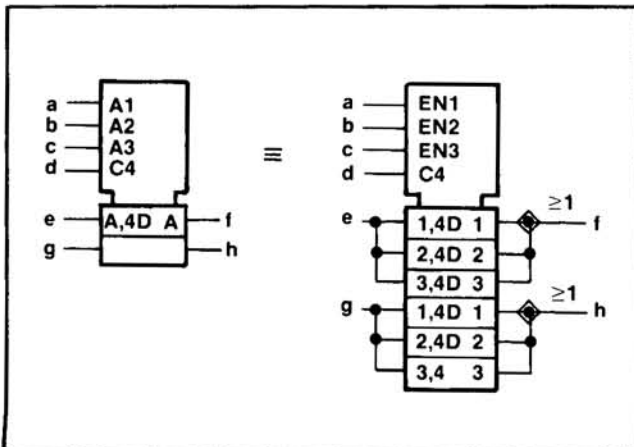 a A1
b A2
c A3
d C4
e A,4D A f
g h
≡
a EN1
b EN2
c EN3
d C4
≥1
e 1,4D 1 f
2,4D 2
3,4D 3
≥1
g 1,4D 1 h
2,4D 2
3,4 3